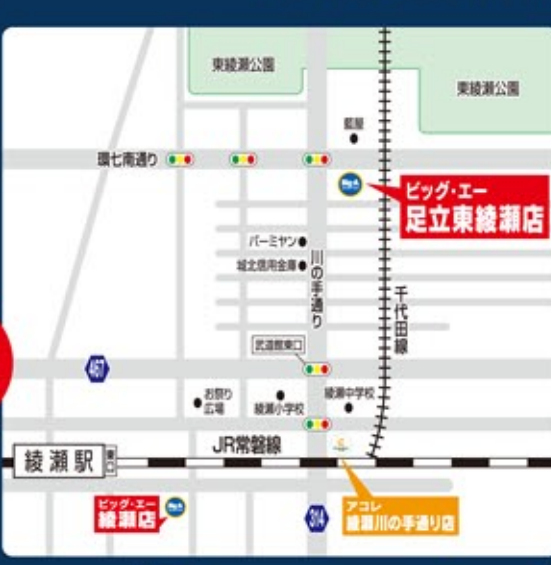 東綾瀬公園
東綾瀬公園
藍屋
環七南通り
ビッグ・エー
足立東綾瀬店
バーミヤン
城北信用金庫
川の手通り
千代田線
武道館東口
467
お祭り
広場
綾瀬小学校
綾瀬中学校
JR常磐線
綾瀬駅
東口
ビッグ・エー
綾瀬店
314
アコレ
綾瀬川の手通り店